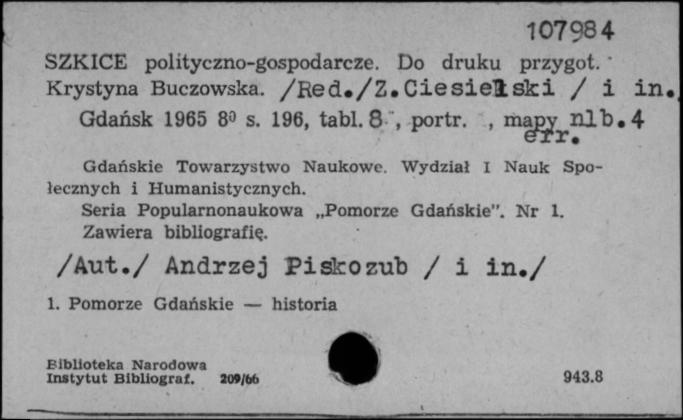 107984
SZKICE polityczno-gospodarcze. Do druku przygot.
Krystyna Buczowska. /Red./Z.Ciesielski / i in.
Gdańsk 1965 8º s. 196, tabl. 8 , portr. , mapy nlb.4
err.
Gdańskie Towarzystwo Naukowe. Wydział I Nauk Spo-
łecznych i Humanistycznych.
Seria Popularnonaukowa „Pomorze Gdańskie". Nr 1.
Zawiera bibliografię.
/Aut./ Andrzej Piskozub / i in./
1. Pomorze Gdańskie — historia
Biblioteka Narodowa
Instytut Bibliograf. 209/66
943.8